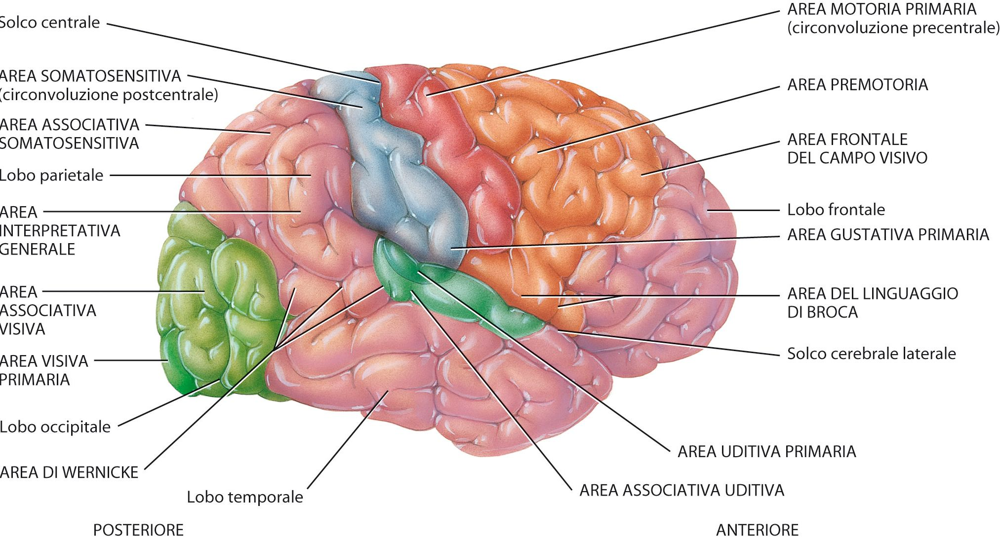 Solco centrale
AREA SOMATOSENSITIVA
(circonvoluzione postcentrale)
AREA ASSOCIATIVA
SOMATOSENSITIVA
Lobo parietale
AREA
INTERPRETATIVA
GENERALE
AREA
ASSOCIATIVA
VISIVA
AREA VISIVA
PRIMARIA
Lobo occipitale
AREA DI WERNICKE
Lobo temporale
POSTERIORE
AREA MOTORIA PRIMARIA
(circonvoluzione precentrale)
AREA PREMOTORIA
AREA FRONTALE
DEL CAMPO VISIVO
Lobo frontale
AREA GUSTATIVA PRIMARIA
AREA DEL LINGUAGGIO
DI BROCA
Solco cerebrale laterale
AREA UDITIVA PRIMARIA
AREA ASSOCIATIVA UDITIVA
ANTERIORE